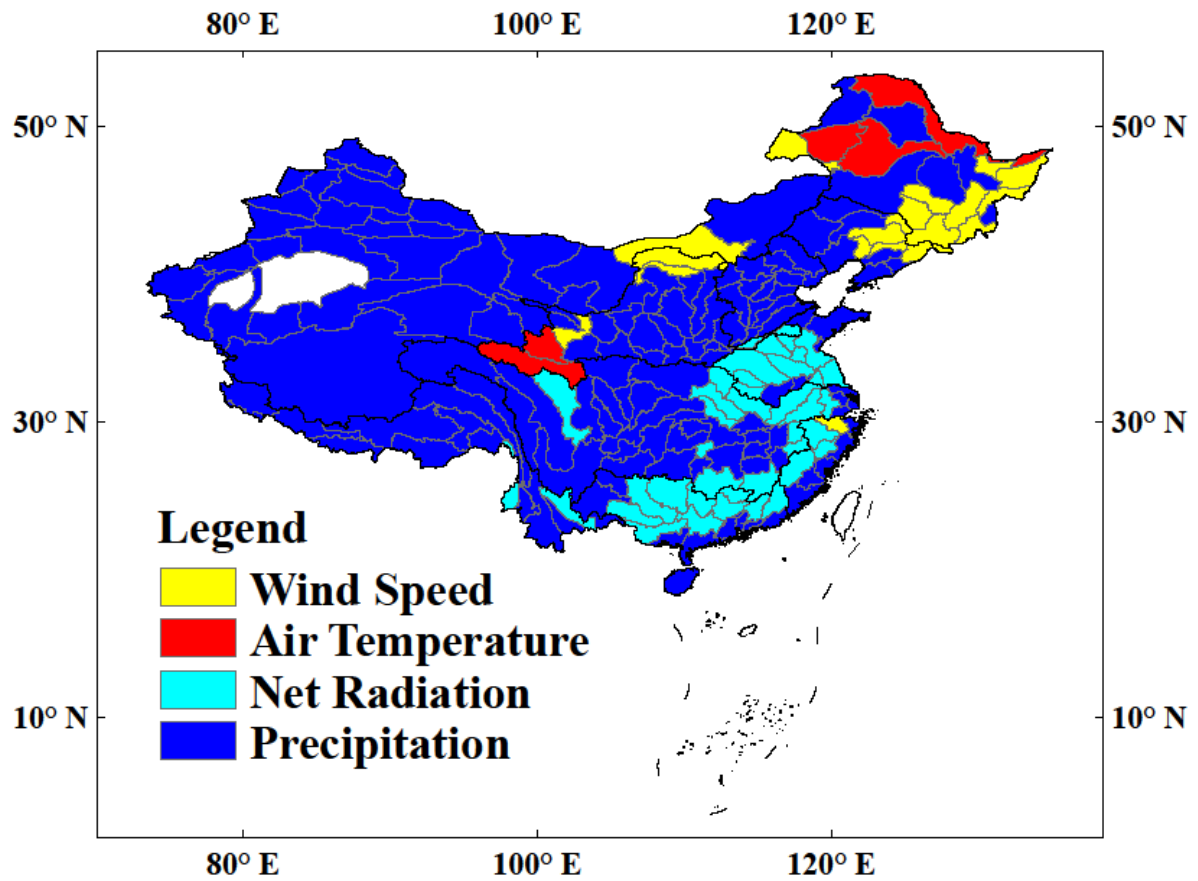 80° E 100° E 120° E
50° N 50° N
30° N 30° N
Legend
Wind Speed
Air Temperature
Net Radiation
10° N 10° N
Precipitation
80° E 100° E 120° E